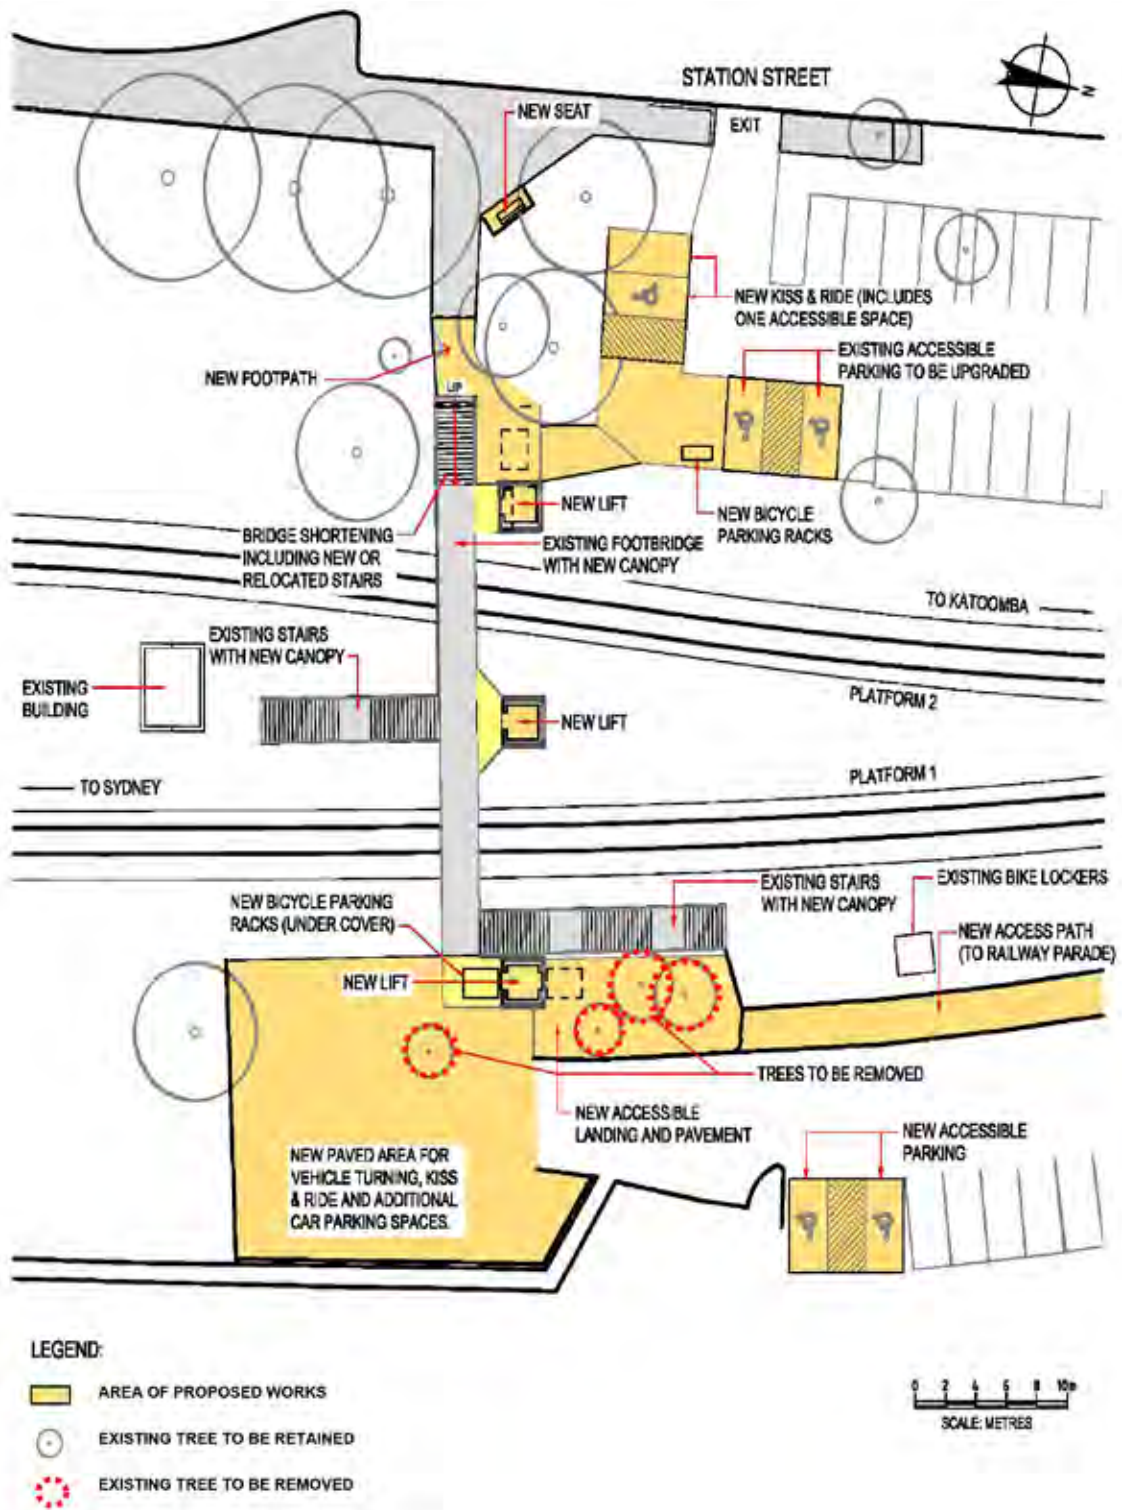 STATION STREET
N
NEW SEAT
EXIT
NEW KISS & RIDE (INCLUDES
ONE ACCESSIBLE SPACE)
EXISTING ACCESSIBLE
PARKING TO BE UPGRADED
NEW FOOTPATH
UP
NEW LIFT
NEW BICYCLE
PARKING RACKS
BRIDGE SHORTENING
INCLUDING NEW OR
RELOCATED STAIRS
EXISTING FOOTBRIDGE
WITH NEW CANOPY
TO KATOOMBA
EXISTING STAIRS
WITH NEW CANOPY
EXISTING
BUILDING
PLATFORM 2
NEW LIFT
TO SYDNEY
PLATFORM 1
NEW BICYCLE PARKING
RACKS (UNDER COVER)
EXISTING STAIRS
WITH NEW CANOPY
EXISTING BIKE LOCKERS
NEW ACCESS PATH
(TO RAILWAY PARADE)
NEW LIFT
TREES TO BE REMOVED
NEW ACCESSIBLE
LANDING AND PAVEMENT
NEW ACCESSIBLE
PARKING
NEW PAVED AREA FOR
VEHICLE TURNING, KISS
& RIDE AND ADDITIONAL
CAR PARKING SPACES.
LEGEND:
AREA OF PROPOSED WORKS
EXISTING TREE TO BE RETAINED
EXISTING TREE TO BE REMOVED
0 2 4 6 8 10m
SCALE: METRES